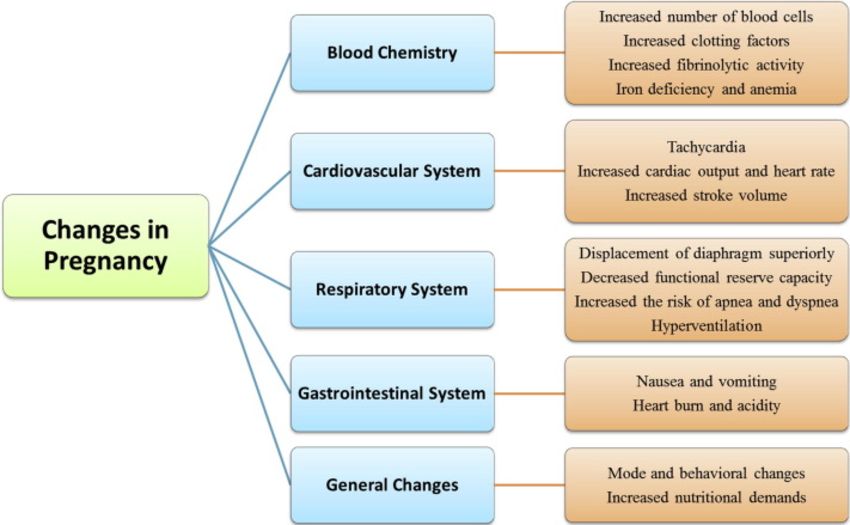 Changes in
Pregnancy
Blood Chemistry
Increased number of blood cells
Increased clotting factors
Increased fibrinolytic activity
Iron deficiency and anemia
Cardiovascular System
Tachycardia
Increased cardiac output and heart rate
Increased stroke volume
Respiratory System
Displacement of diaphragm superiorly
Decreased functional reserve capacity
Increased the risk of apnea and dyspnea
Hyperventilation
Gastrointestinal System
Nausea and vomiting
Heart burn and acidity
General Changes
Mode and behavioral changes
Increased nutritional demands